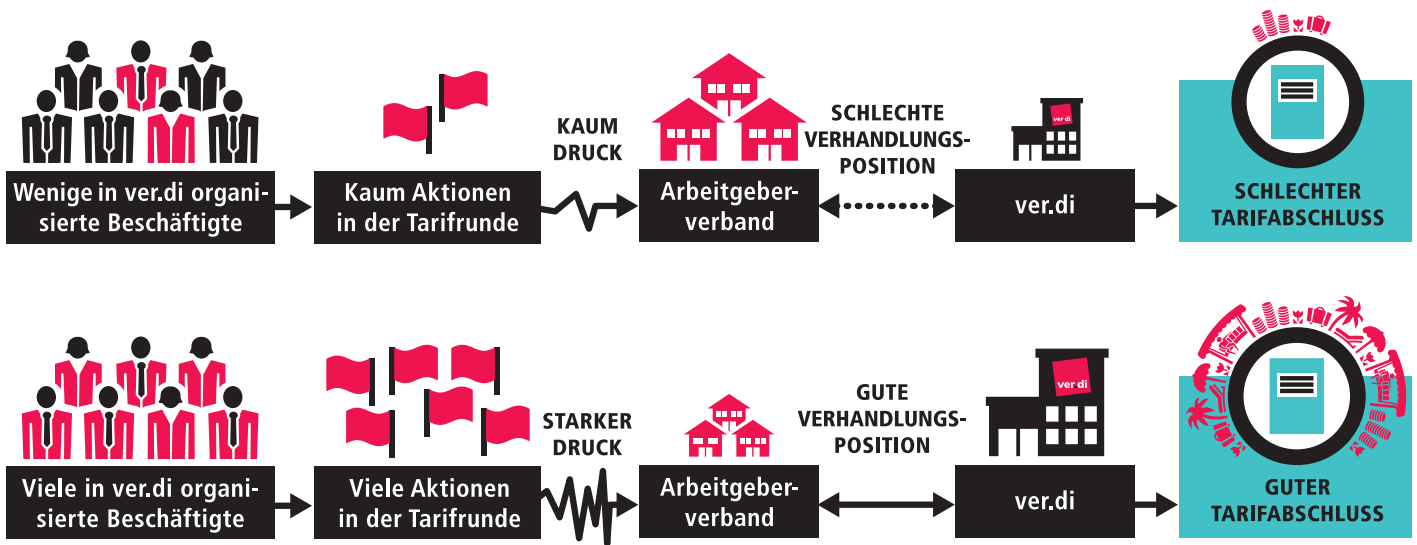 KAUM
DRUCK
SCHLECHTE
VERHANDLUNGS-
POSITION
ver di
Wenige in ver.di organi-
sierte Beschäftigte
Kaum Aktionen
in der Tarifrunde
Arbeitgeber-
verband
ver.di
SCHLECHTER
TARIFABSCHLUSS
STARKER
DRUCK
GUTE
VERHANDLUNGS-
POSITION
ver di
Viele in ver.di organi-
sierte Beschäftigte
Viele Aktionen
in der Tarifrunde
Arbeitgeber-
verband
ver.di
GUTER
TARIFABSCHLUSS